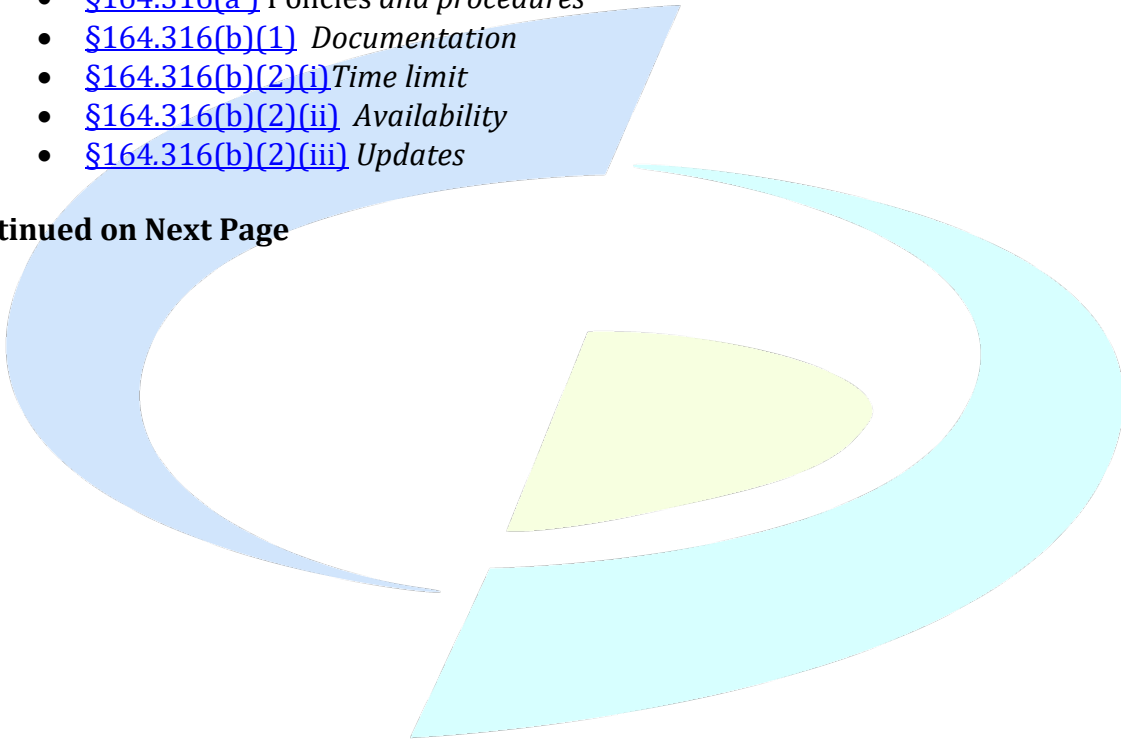 • §164.316(a ) Policies and procedures
• §164.316(b)(1) Documentation
• §164.316(b)(2)(i)Time limit
• §164.316(b)(2)(ii) Availability
• §164.316(b)(2)(iii) Updates
tinued on Next Page